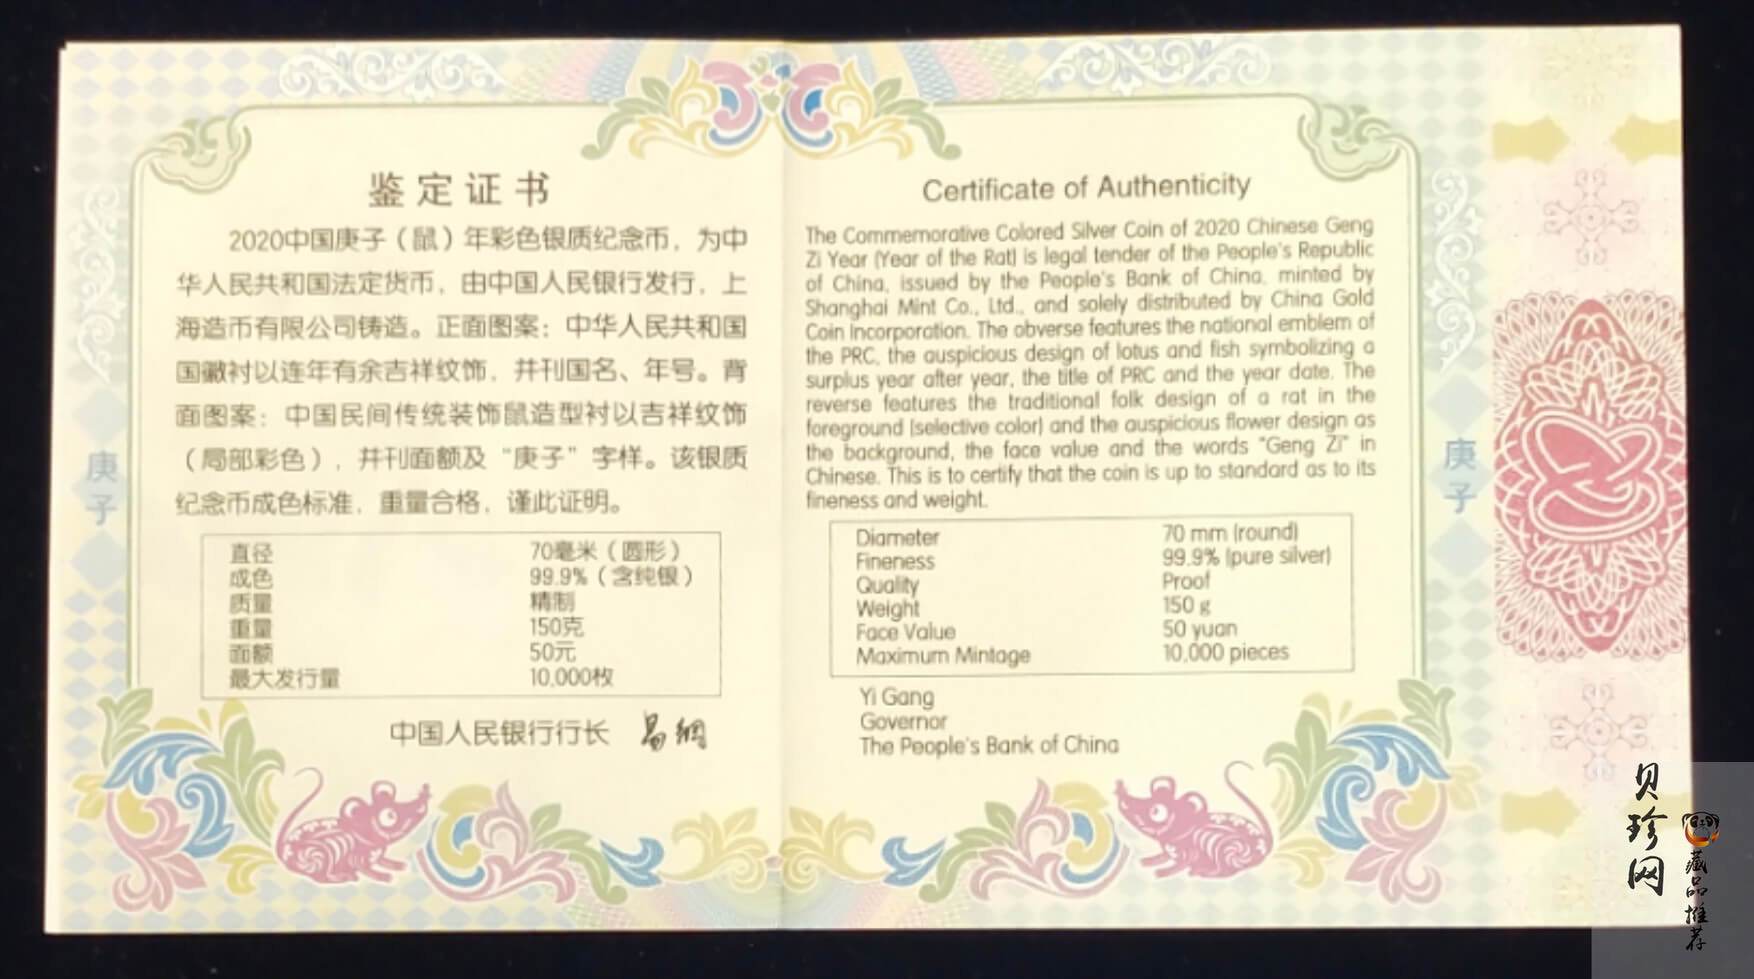 鉴定证书
2020中国庚子（鼠）年彩色银质纪念币，为中
华人民共和国法定货币，由中国人民银行发行，上
海造币有限公司铸造。正面图案：中华人民共和国
国徽衬以连年有余吉祥纹饰，并刊国名、年号。背
面图案：中国民间传统装饰鼠造型衬以吉祥纹饰
（局部彩色），并刊面额及“庚子”字样。该银质
纪念币成色标准，重量合格，谨此证明。
直径 70毫米（圆形）
成色 99.9%（含纯银）
质量 精制
重量 150克
面额 50元
最大发行量 10,000枚
中国人民银行行长 易纲
庚子
Certificate of Authenticity
The Commemorative Colored Silver Coin of 2020 Chinese Geng
Zi Year (Year of the Rat) is legal tender of the People's Republic
of China, issued by the People's Bank of China, minted by
Shanghai Mint Co., Ltd., and solely distributed by China Gold
Coin Incorporation. The obverse features the national emblem of
the PRC, the auspicious design of lotus and fish symbolizing a
surplus year after year, the title of PRC and the year date. The
reverse features the traditional folk design of a rat in the
foreground (selective color) and the auspicious flower design as
the background, the face value and the words "Geng Zi" in
Chinese. This is to certify that the coin is up to standard as to its
fineness and weight.
Diameter 70 mm (round)
Fineness 99.9% (pure silver)
Quality Proof
Weight 150 g
Face Value 50 yuan
Maximum Mintage 10,000 pieces
Yi Gang
Governor
The People's Bank of China
庚子
贝珍网
藏品推荐